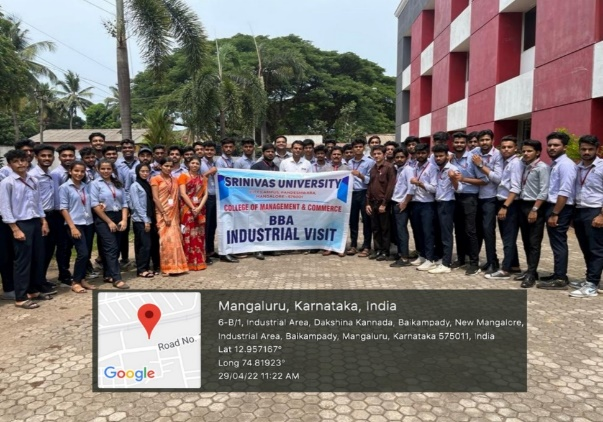 SRINIVAS UNIVERSITY
COLLEGE OF MANAGEMENT & COMMERCE
BBA
INDUSTRIAL VISIT
Road No.
Google
Mangaluru, Karnataka, India
6-B/1, Industrial Area, Dakshina Kannada, Baikampady, New Mangalore,
Industrial Area, Baikampady, Mangaluru, Karnataka 575011, India
Lat 12.957167°
Long 74.81923°
29/04/22 11:22 AM